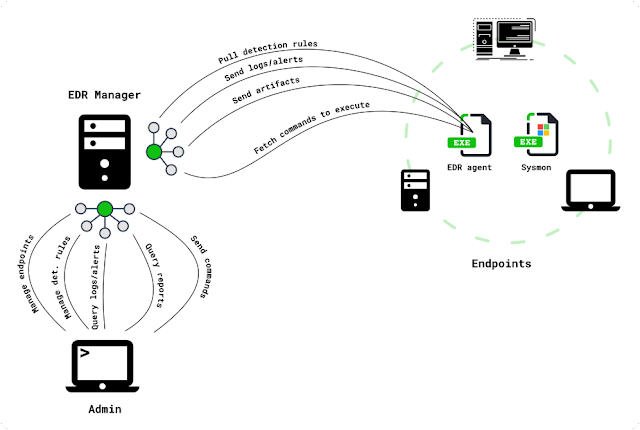 Pull detection rules
Send logs/alerts
Send artifacts
Fetch commands to execute
EDR Manager
EXE
EXE
EDR agent
Sysmon
Endpoints
Manage endpoints
Manage det. rules
Query logs/alerts
Query reports
Send commands
>
Admin